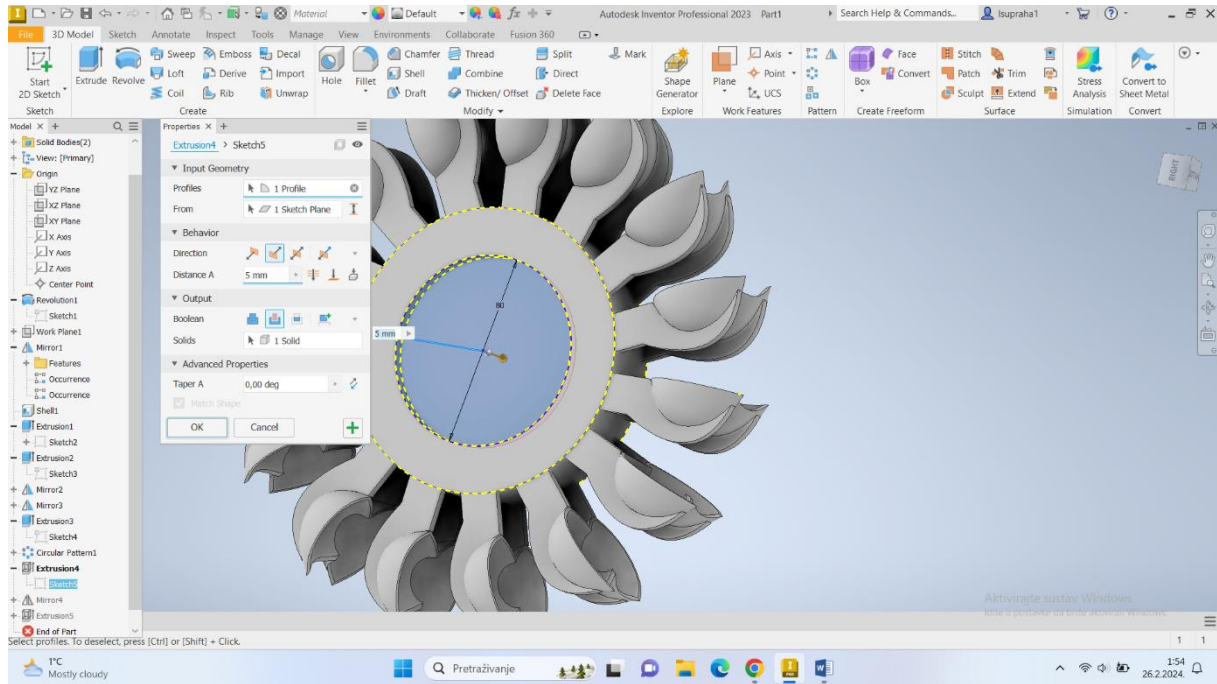 Material
Default
Autodesk Inventor Professional 2023 Part1
Search Help & Commands...
Isupraha1
File 3D Model Sketch Annotate Inspect Tools Manage View Environments Collaborate Fusion 360
Start
2D Sketch
Extrude Revolve
Sweep Emboss Decal
Loft Derive Import
Coil Rib Unwrap
Hole Fillet
Chamfer Thread Split Mark
Shell Combine Direct
Draft Thicken/ Offset Delete Face
Shape
Generator
Plane
Axis
Point
UCS
Box
Face
Convert
Stitch
Patch Trim
Sculpt Extend
Stress
Analysis
Convert to
Sheet Metal
Sketch Create Modify Explore Work Features Pattern Create Freeform Surface Simulation Convert
Model X +
Solid Bodies(2)
View: [Primary]
Origin
YZ Plane
XZ Plane
XY Plane
X Axis
Y Axis
Z Axis
Center Point
Revolution1
Sketch1
Work Plane1
Mirror1
Features
Occurrence
Occurrence
Shell1
Extrusion1
Sketch2
Extrusion2
Sketch3
Mirror2
Mirror3
Extrusion3
Sketch4
Circular Pattern1
Extrusion4
Sketch5
Mirror4
Extrusion5
End of Part
Properties X +
Extrusion4 > Sketch5
Input Geometry
Profiles 1 Profile
From 1 Sketch Plane
Behavior
Direction
Distance A 5 mm
Output
Boolean
Solids 1 Solid
Advanced Properties
Taper A 0,00 deg
Match Shape
OK Cancel
80
5 mm
RIGHT
Aktivirajte sustav Windows
Select profiles. To deselect, press [Ctrl] or [Shift] + Click.
1 1
1°C
Mostly cloudy
Pretraživanje
1:54
26.2.2024.